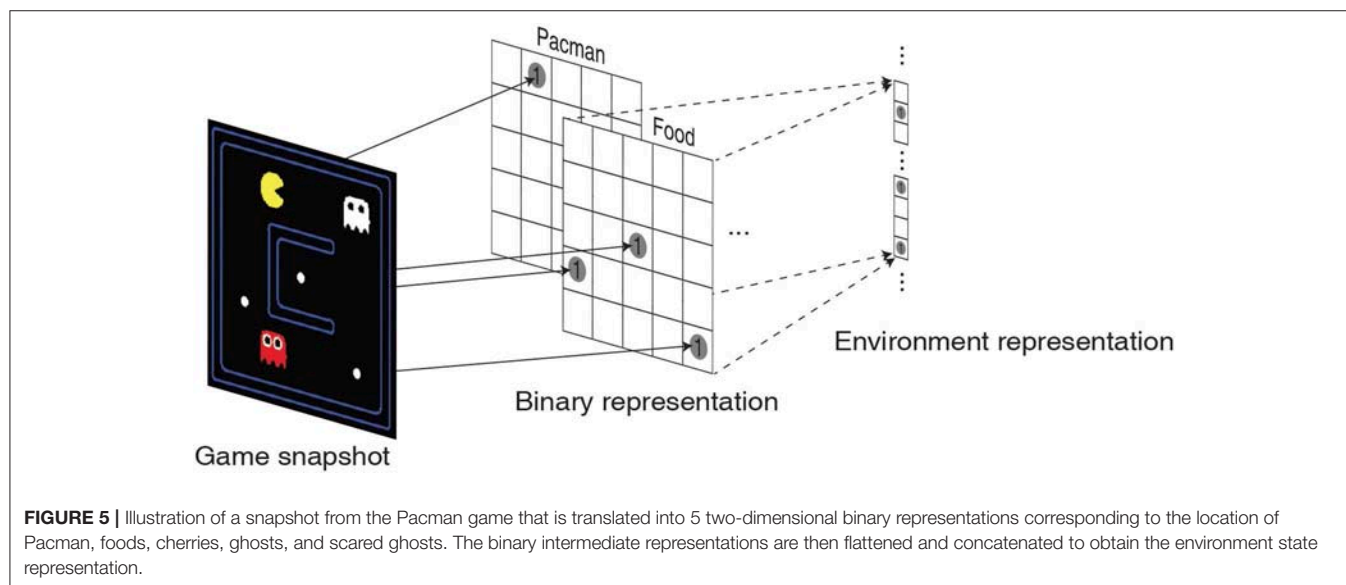 Pacman
1
Food
1
1
1
...
1
1
1
Game snapshot
Binary representation
Environment representation
FIGURE 5 | Illustration of a snapshot from the Pacman game that is translated into 5 two-dimensional binary representations corresponding to the location of
Pacman, foods, cherries, ghosts, and scared ghosts. The binary intermediate representations are then flattened and concatenated to obtain the environment state
representation.